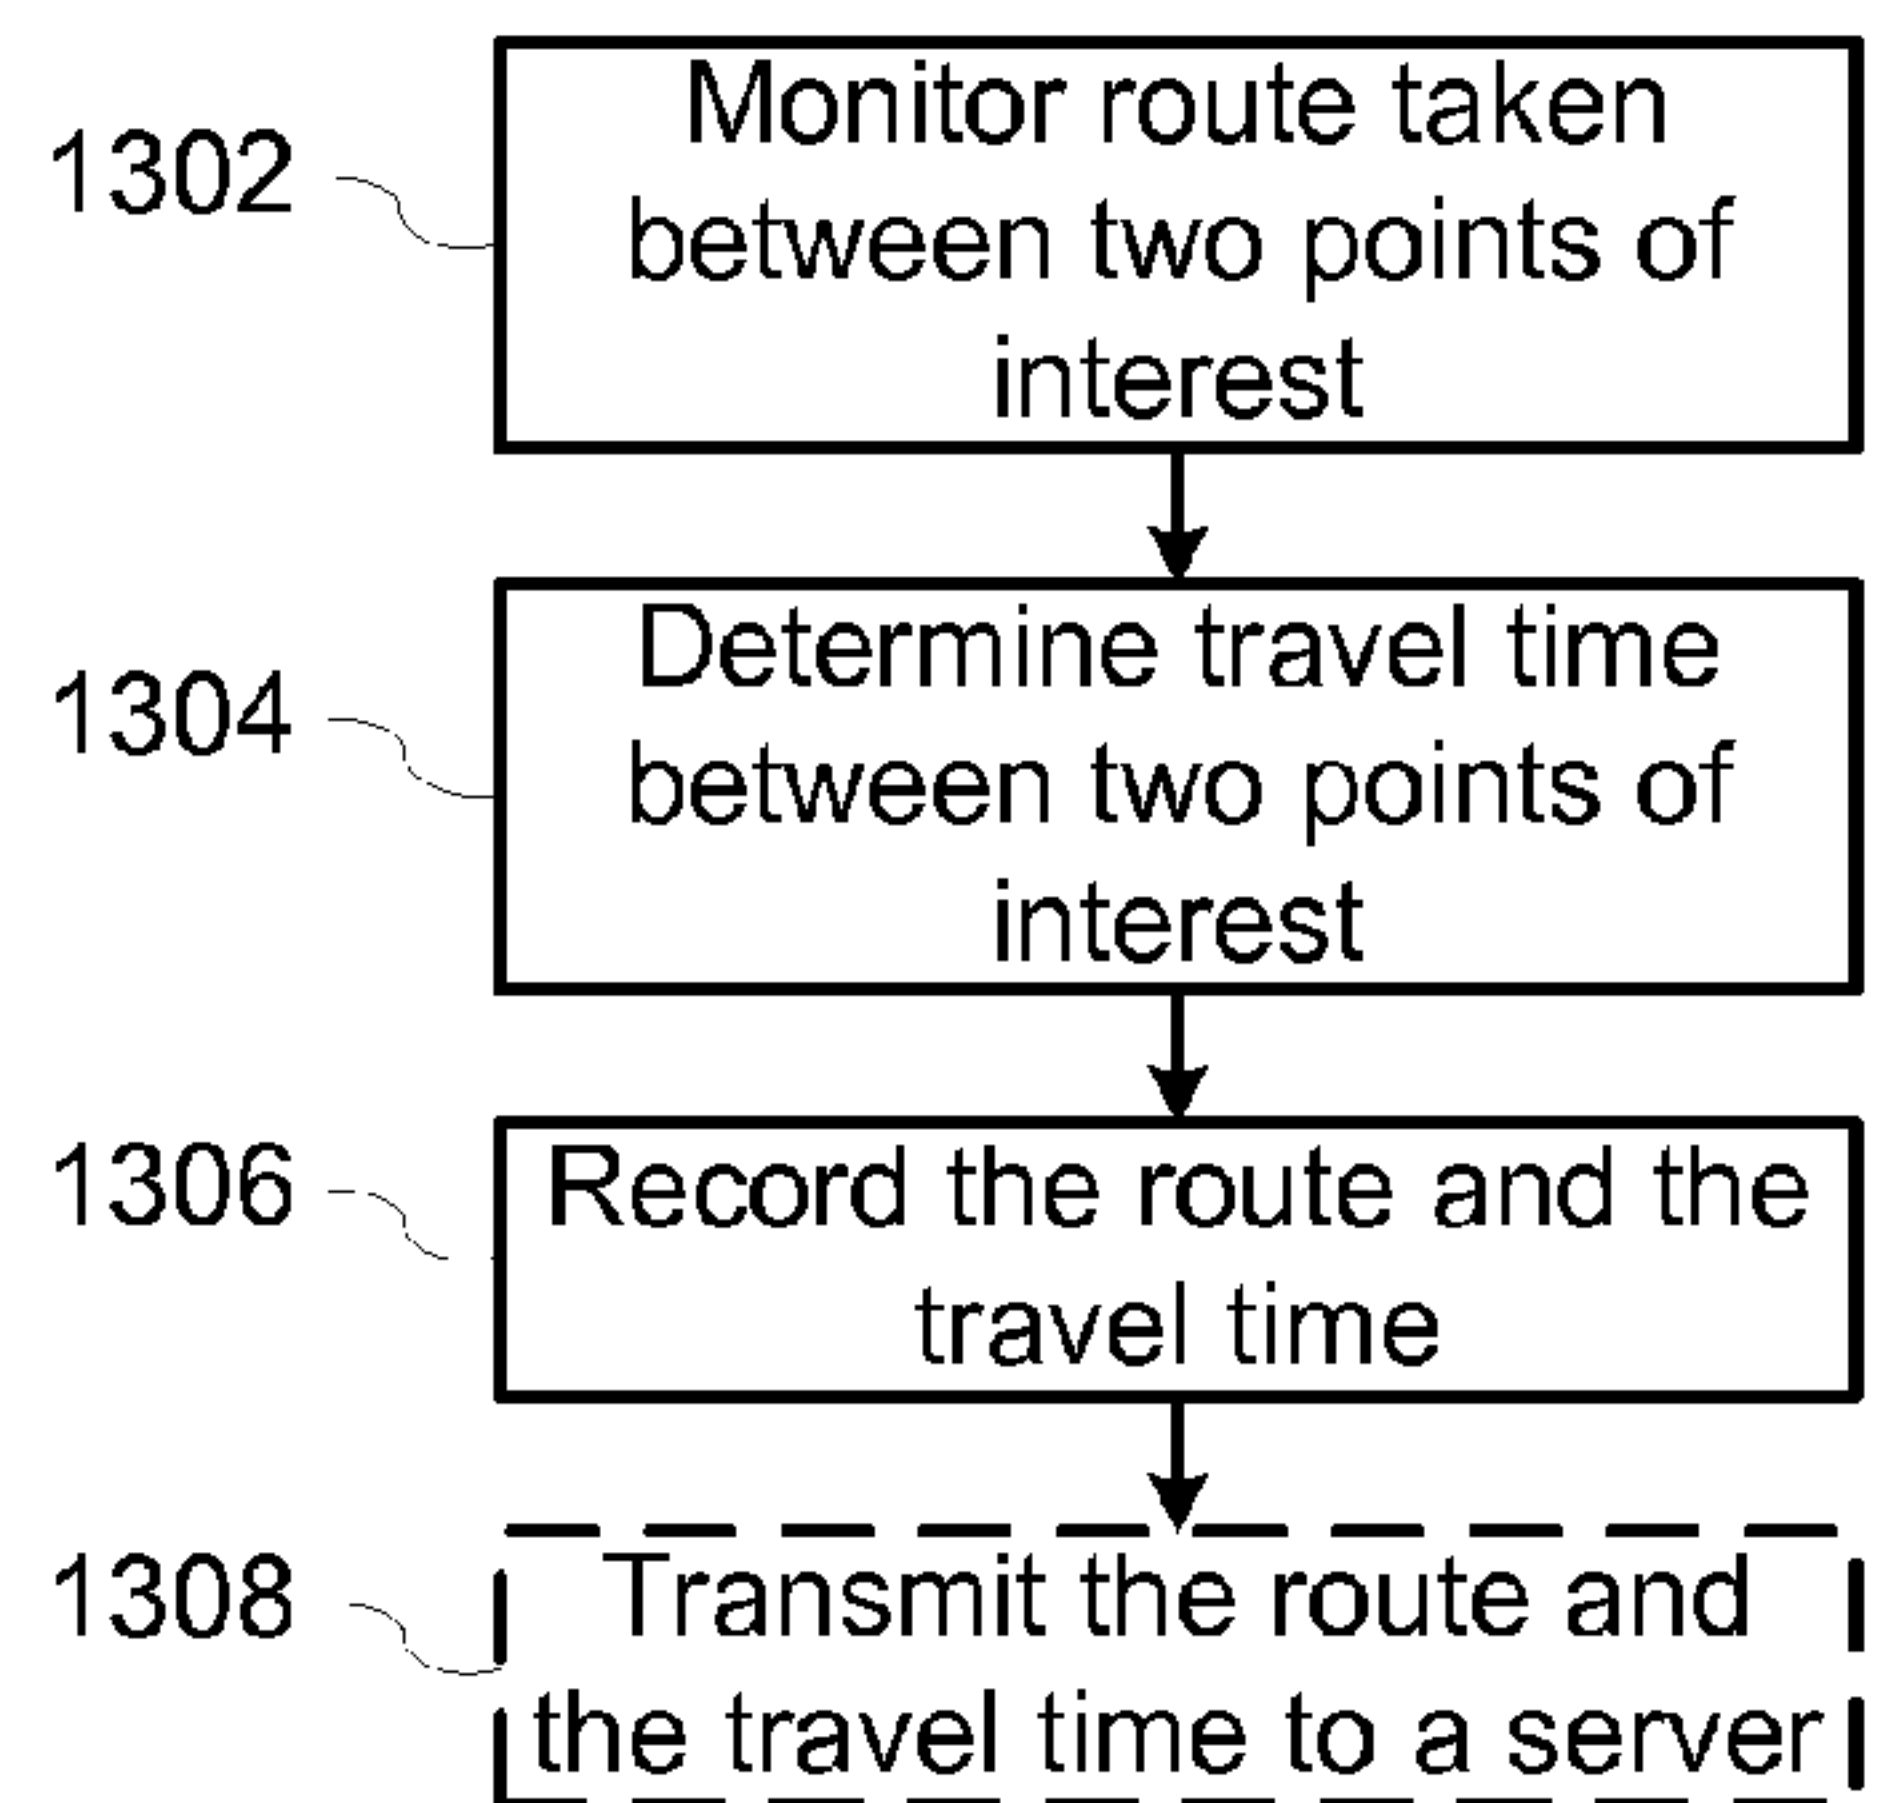 1302
Monitor route taken
between two points of
interest
1304
Determine travel time
between two points of
interest
1306
Record the route and the
travel time
1308
Transmit the route and
the travel time to a server